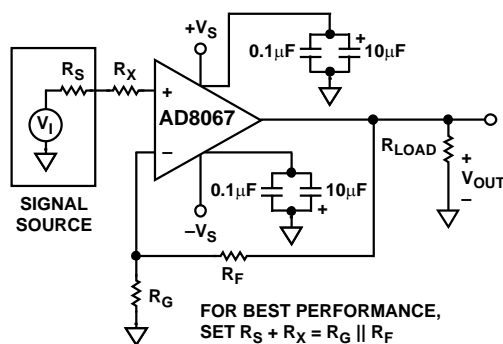 +VS
0.1µF
+
10µF
RS
RX
VI
+
AD8067
−
SIGNAL
SOURCE
0.1µF
10µF
+
−VS
RLOAD
+
VOUT
−
RF
RG
FOR BEST PERFORMANCE,
SET RS + RX = RG || RF